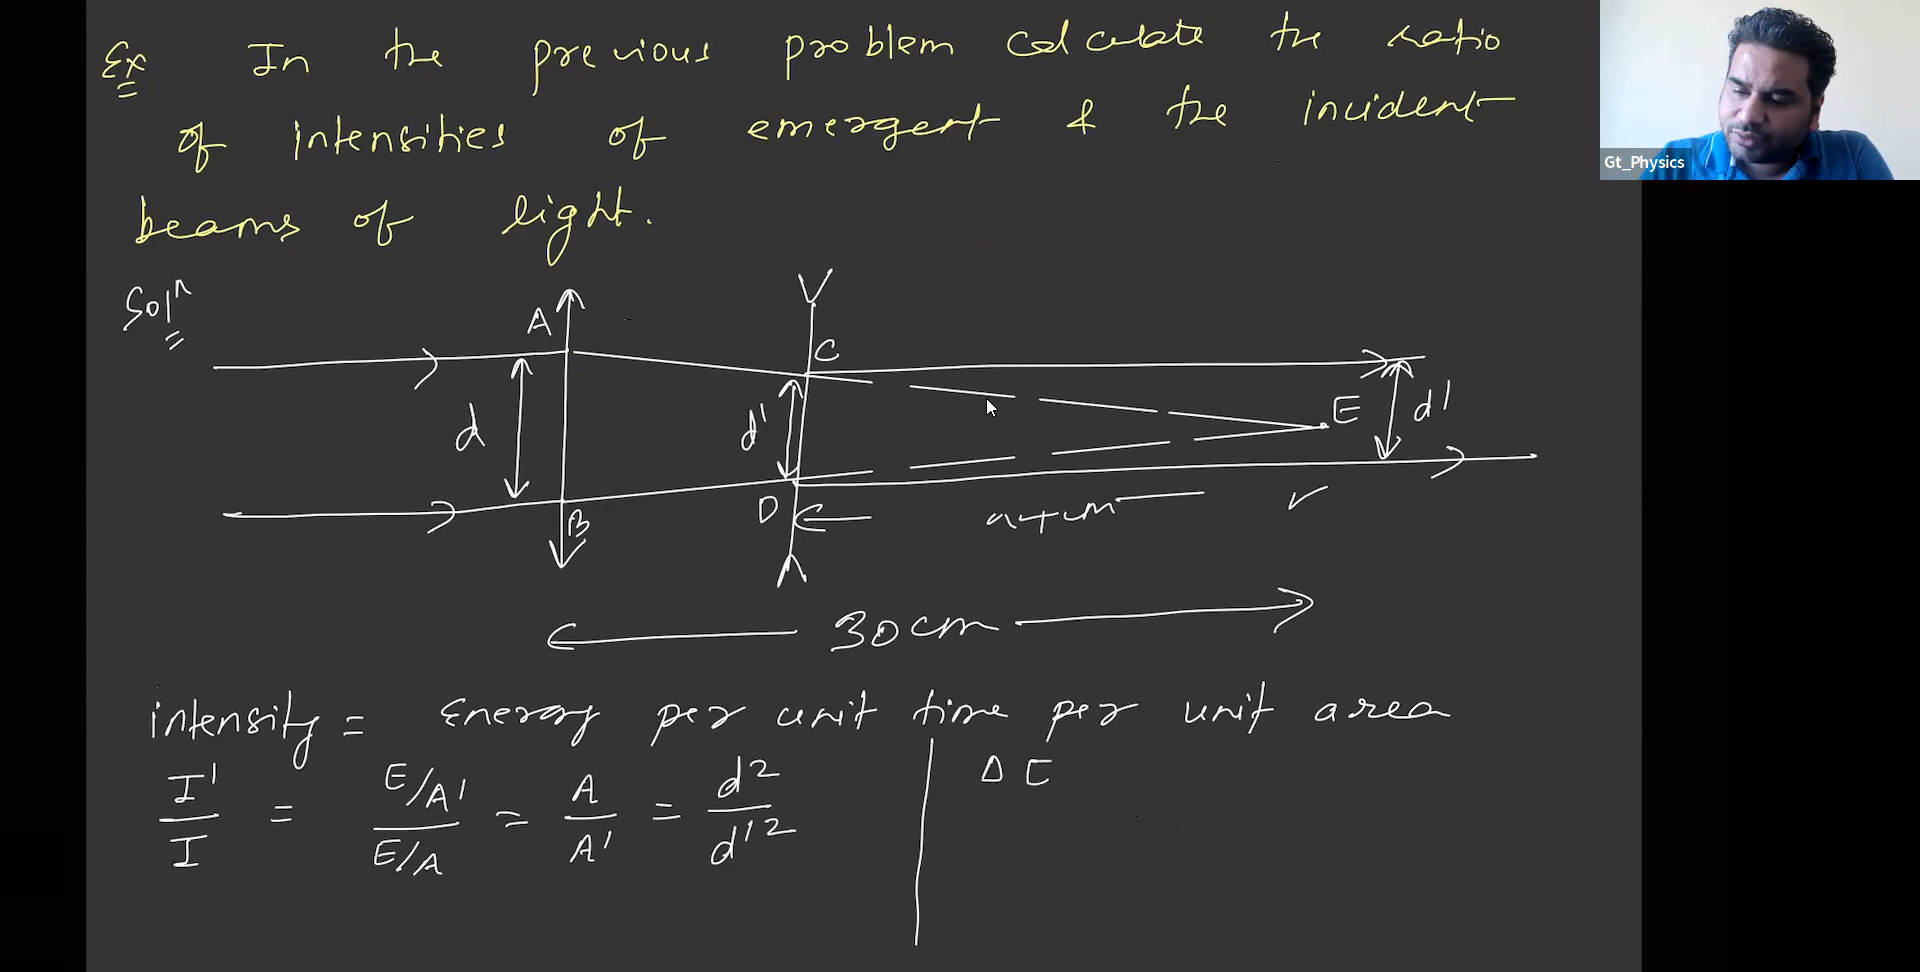 Ex In the previous problem calculate the ratio
of intensities of emergent & the incident
beams of light.
Gt_Physics
Solⁿ
A
V
C
d
d'
E
d'
B
D
30 cm
intensity = Energy per unit time per unit area
I'/I = (E/A')/(E/A) = A/A' = d²/d'²
Δ E